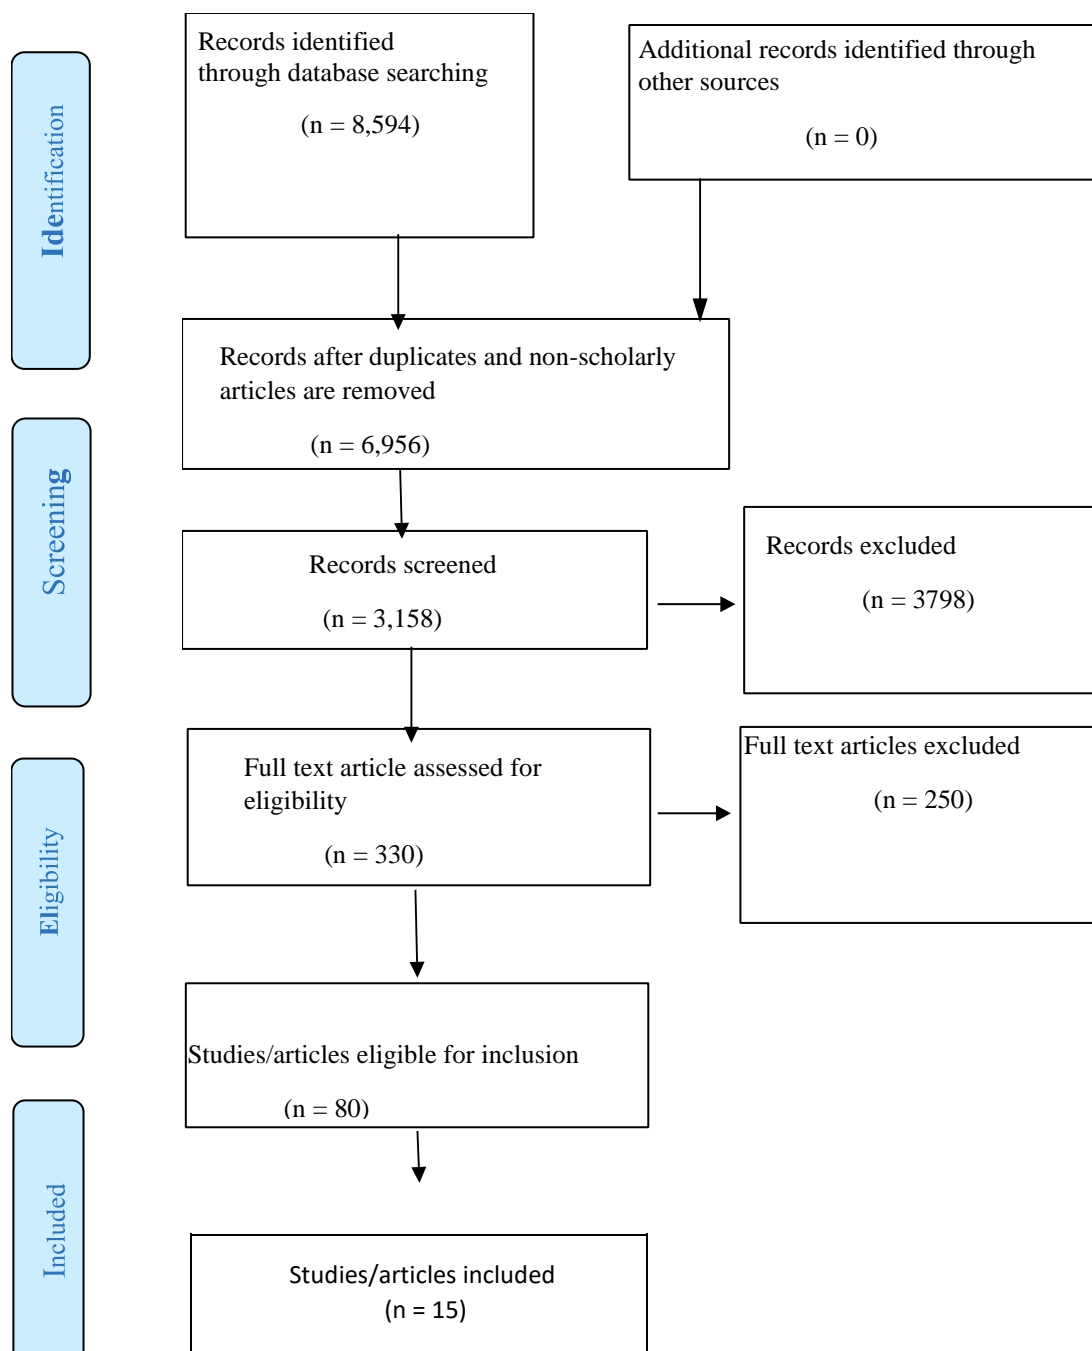 Identification
Records identified
through database searching
(n = 8,594)
Additional records identified through
other sources
(n = 0)
Records after duplicates and non-scholarly
articles are removed
(n = 6,956)
Screening
Records screened
(n = 3,158)
Records excluded
(n = 3798)
Eligibility
Full text article assessed for
eligibility
(n = 330)
Full text articles excluded
(n = 250)
Studies/articles eligible for inclusion
(n = 80)
Included
Studies/articles included
(n = 15)